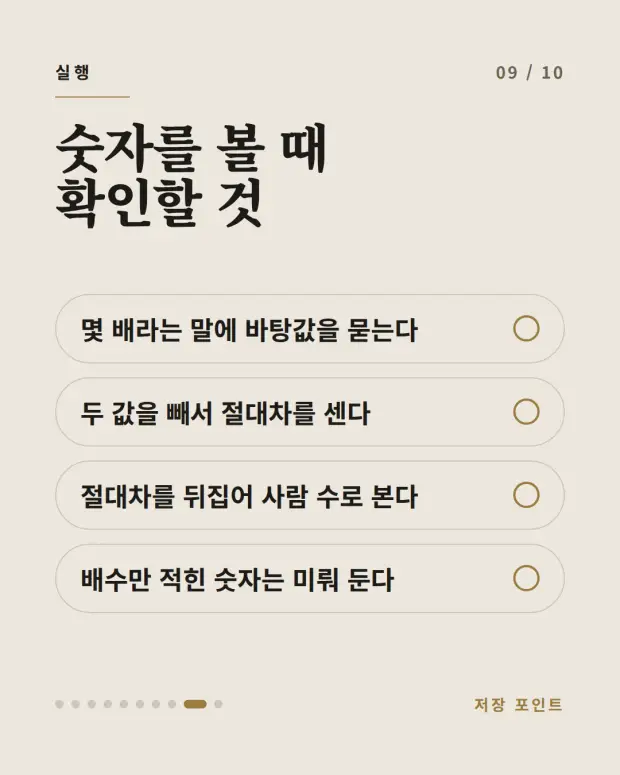 실행
09 / 10
숫자를 볼 때
확인할 것
몇 배라는 말에 바탕값을 묻는다
두 값을 빼서 절대차를 센다
절대차를 뒤집어 사람 수로 본다
배수만 적힌 숫자는 미뤄 둔다
저장 포인트